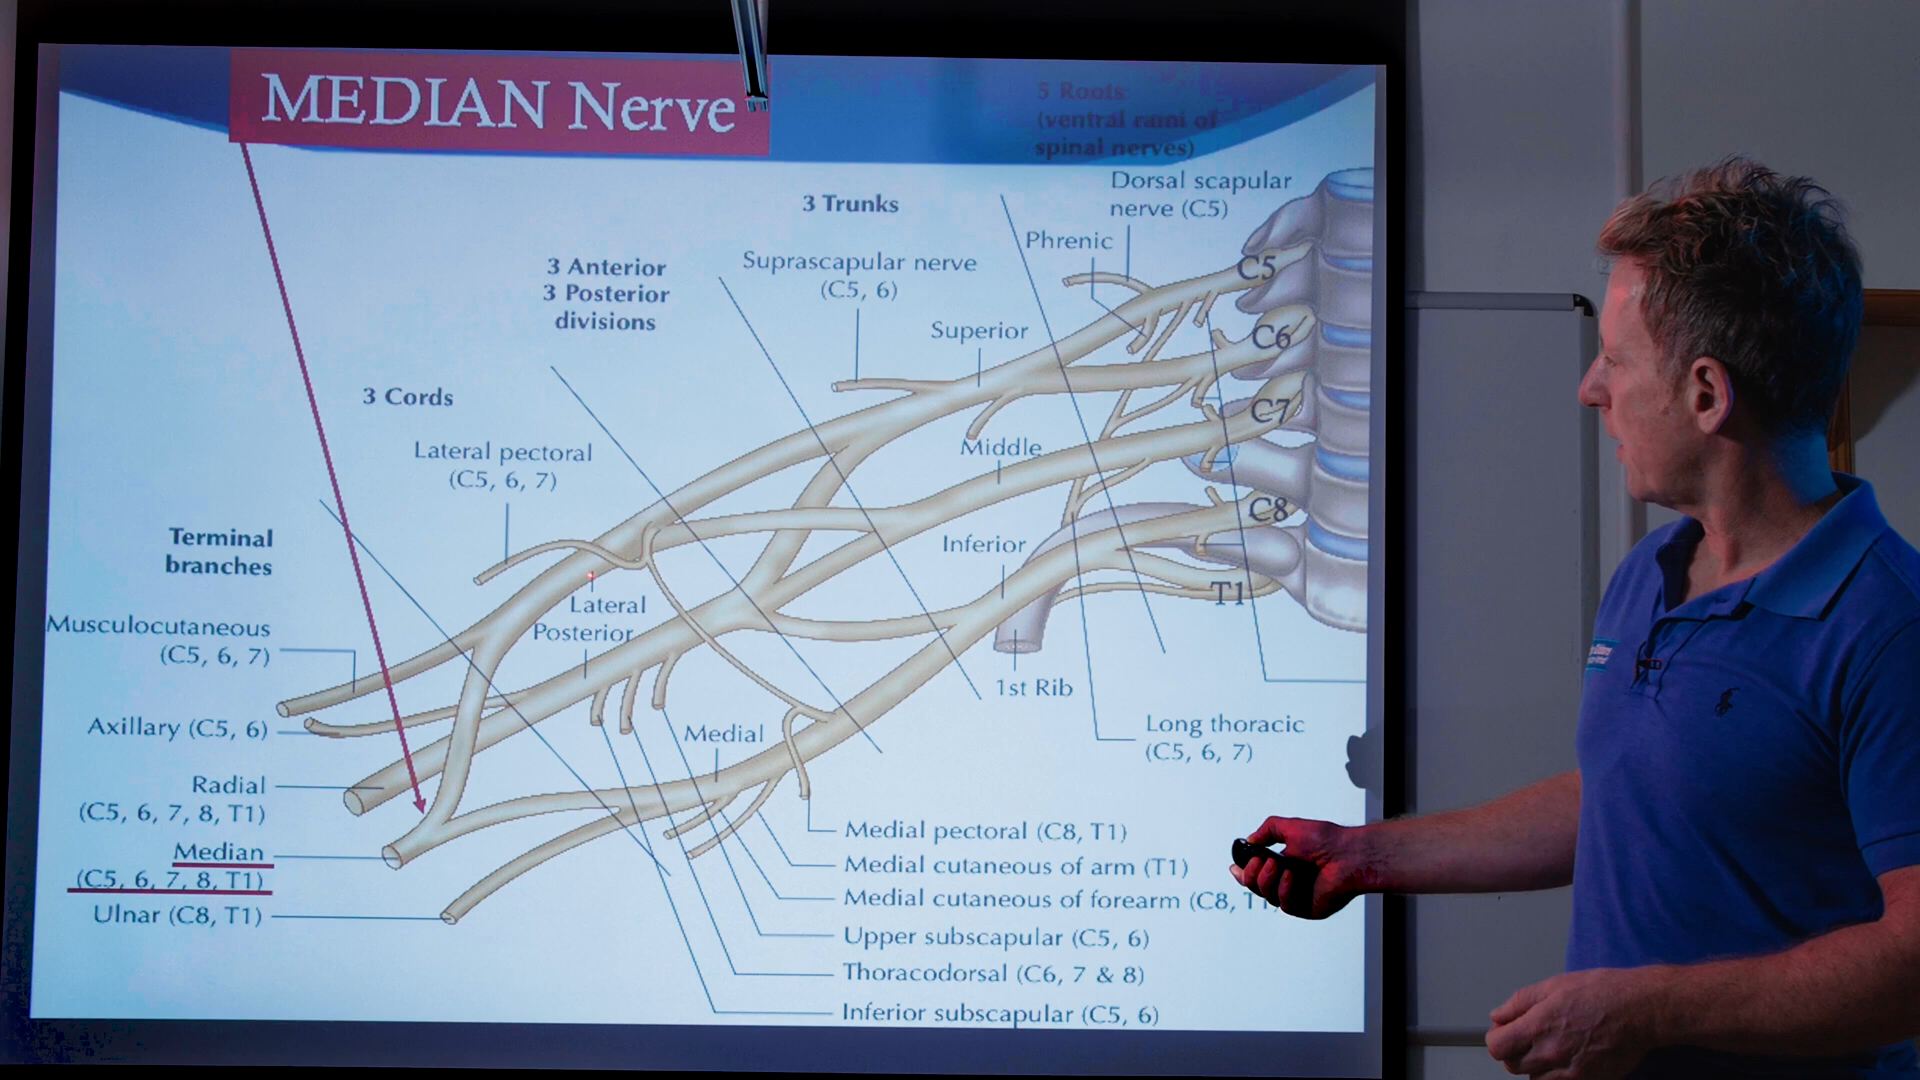 MEDIAN Nerve
5 Roots
(ventral rami of
spinal nerves)
Dorsal scapular
nerve (C5)
3 Trunks
Phrenic
3 Anterior
3 Posterior
divisions
Suprascapular nerve
(C5, 6)
C5
Superior
C6
3 Cords
C7
Lateral pectoral
(C5, 6, 7)
Middle
C8
Terminal
branches
Inferior
T1
Lateral
Posterior
Musculocutaneous
(C5, 6, 7)
1st Rib
Axillary (C5, 6)
Medial
Long thoracic
(C5, 6, 7)
Radial
(C5, 6, 7, 8, T1)
Median
(C5, 6, 7, 8, T1)
Ulnar (C8, T1)
Medial pectoral (C8, T1)
Medial cutaneous of arm (T1)
Medial cutaneous of forearm (C8, T1)
Upper subscapular (C5, 6)
Thoracodorsal (C6, 7 & 8)
Inferior subscapular (C5, 6)